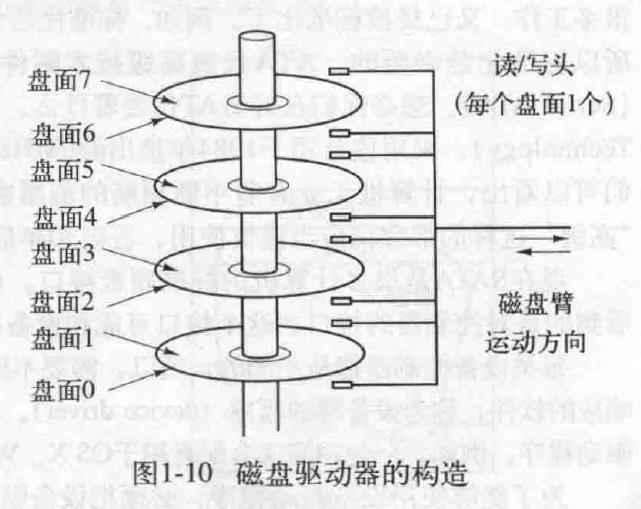 盘面7
盘面6
盘面5
盘面4
盘面3
盘面2
盘面1
盘面0
读/写头
(每个盘面1个)
磁盘臂
运动方向
图1-10 磁盘驱动器的构造